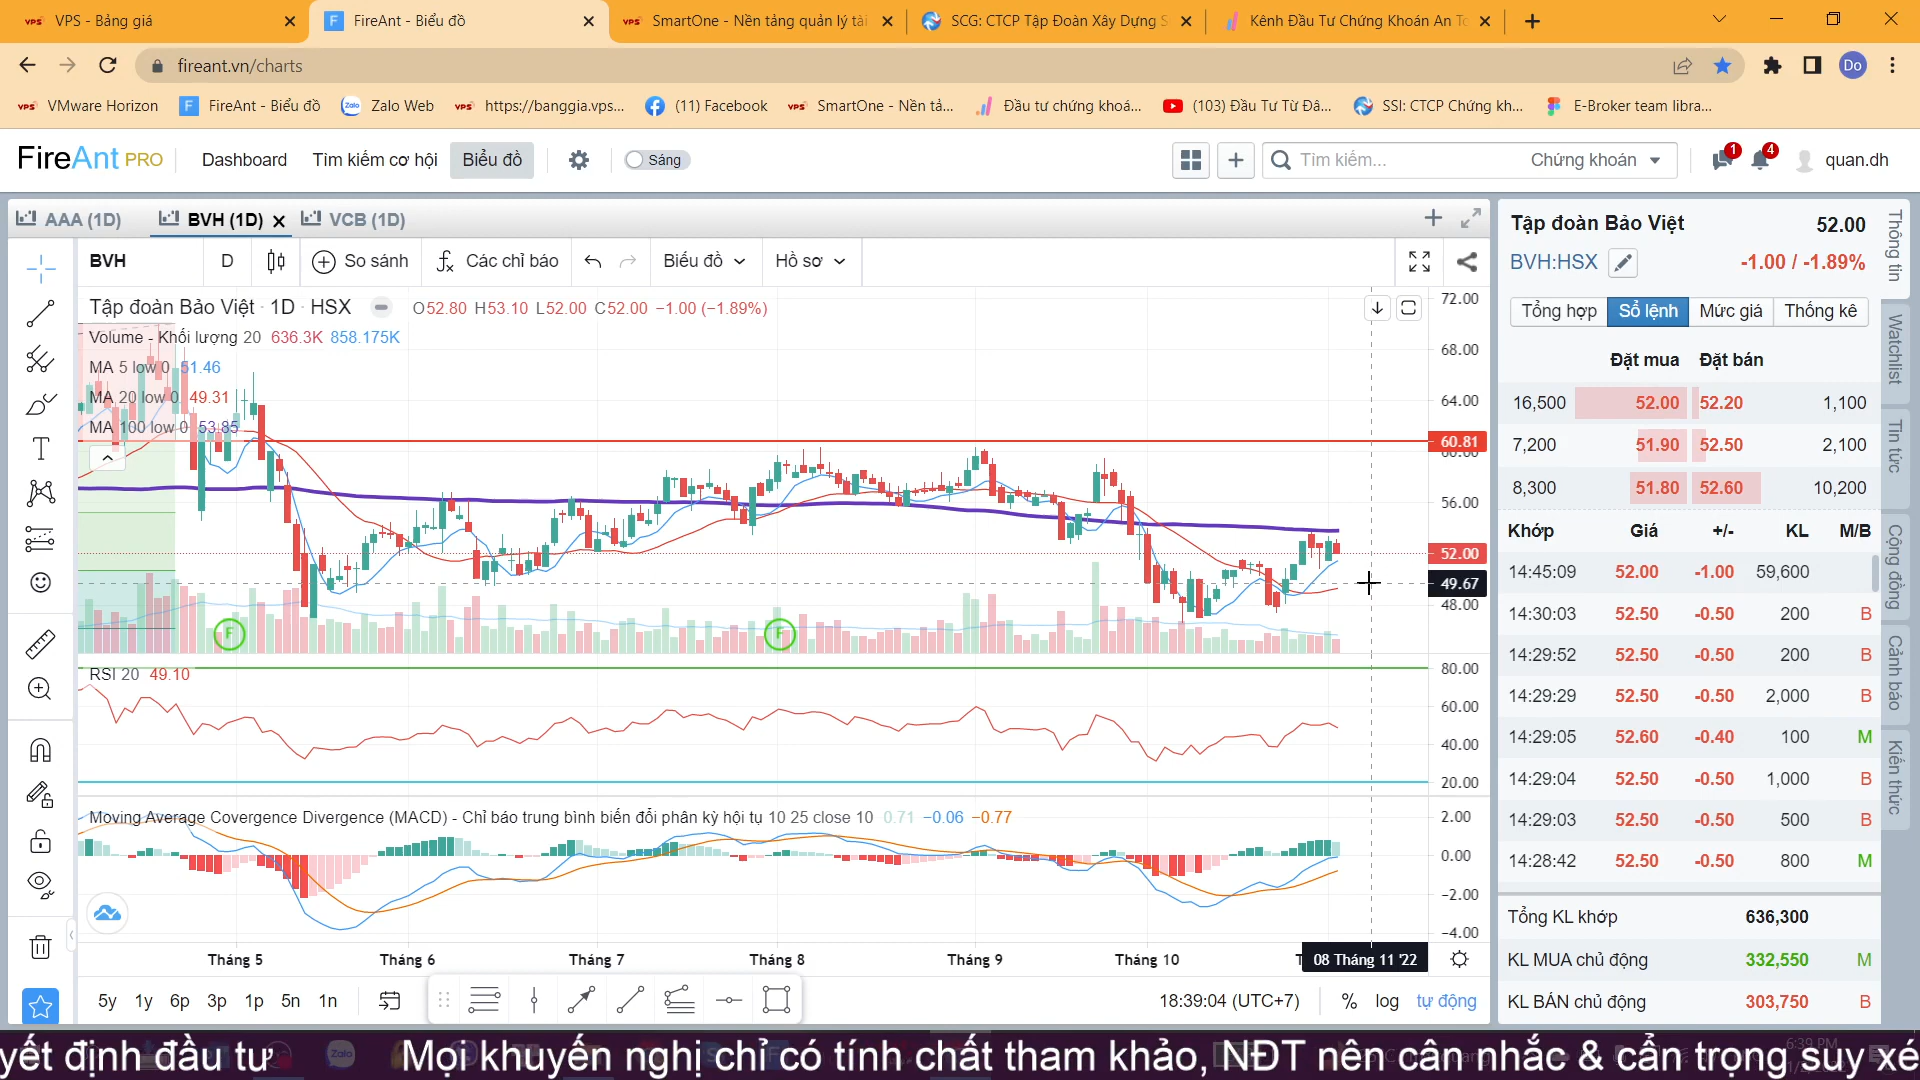 VPS - Bảng giá
FireAnt - Biểu đồ
SmartOne - Nền tảng quản lý tài
SCG: CTCP Tập Đoàn Xây Dựng S
Kênh Đầu Tư Chứng Khoán An To
fireant.vn/charts
Do
VMware Horizon
FireAnt - Biểu đồ
Zalo Web
https://banggia.vps...
(11) Facebook
SmartOne - Nền tả...
Đầu tư chứng khoá...
(103) Đầu Tư Từ Đâ...
SSI: CTCP Chứng kh...
E-Broker team libra...
FireAnt PRO
Dashboard
Tìm kiếm cơ hội
Biểu đồ
Sáng
Tìm kiếm...
Chứng khoán
1
4
quan.dh
AAA (1D)
BVH (1D)
VCB (1D)
BVH
D
So sánh
Các chỉ báo
Biểu đồ
Hồ sơ
Tập đoàn Bảo Việt · 1D · HSX
O52.80 H53.10 L52.00 C52.00 −1.00 (−1.89%)
Volume - Khối lượng 20 636.3K 858.175K
MA 5 low 0 51.46
MA 20 low 0 49.31
MA 100 low 0 53.85
72.00
68.00
64.00
60.81
60.00
56.00
52.00
49.67
48.00
F
F
RSI 20 49.10
80.00
60.00
40.00
20.00
Moving Average Covergence Divergence (MACD) - Chỉ báo trung bình biến đổi phân kỳ hội tụ 10 25 close 10 0.71 −0.06 −0.77
2.00
0.00
−2.00
−4.00
Tháng 5
Tháng 6
Tháng 7
Tháng 8
Tháng 9
Tháng 10
08 Tháng 11 '22
5y 1y 6p 3p 1p 5n 1n
18:39:04 (UTC+7)
% log tự động
Tập đoàn Bảo Việt 52.00
BVH:HSX -1.00 / -1.89%
Tổng hợp
Sổ lệnh
Mức giá
Thống kê
Đặt mua Đặt bán
16,500 52.00 52.20 1,100
7,200 51.90 52.50 2,100
8,300 51.80 52.60 10,200
Khớp Giá +/- KL M/B
14:45:09 52.00 -1.00 59,600
14:30:03 52.50 -0.50 200 B
14:29:52 52.50 -0.50 200 B
14:29:29 52.50 -0.50 2,000 B
14:29:05 52.60 -0.40 100 M
14:29:04 52.50 -0.50 1,000 B
14:29:03 52.50 -0.50 500 B
14:28:42 52.50 -0.50 800 M
Tổng KL khớp 636,300
KL MUA chủ động 332,550 M
KL BÁN chủ động 303,750 B
Thông tin
Watchlist
Tin tức
Cộng đồng
Cảnh báo
Kiến thức
yết định đầu tư
Mọi khuyến nghị chỉ có tính chất tham khảo, NĐT nên cân nhắc & cẩn trọng suy xé
6:39 PM